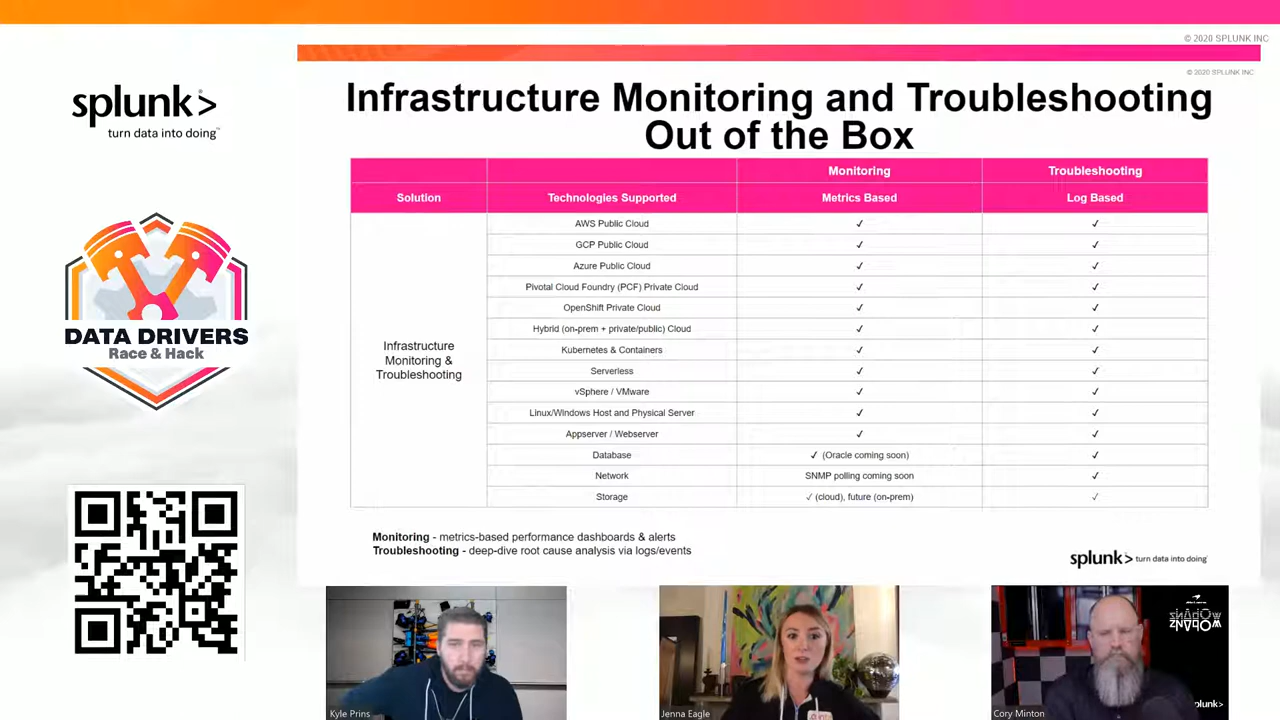 © 2020 SPLUNK INC
© 2020 SPLUNK INC
splunk>
turn data into doing™
DATA DRIVERS
Race & Hack
Infrastructure Monitoring and Troubleshooting
Out of the Box
Monitoring Troubleshooting
Solution Technologies Supported Metrics Based Log Based
Infrastructure
Monitoring &
Troubleshooting
AWS Public Cloud ✓ ✓
GCP Public Cloud ✓ ✓
Azure Public Cloud ✓ ✓
Pivotal Cloud Foundry (PCF) Private Cloud ✓ ✓
OpenShift Private Cloud ✓ ✓
Hybrid (on-prem + private/public) Cloud ✓ ✓
Kubernetes & Containers ✓ ✓
Serverless ✓ ✓
vSphere / VMware ✓ ✓
Linux/Windows Host and Physical Server ✓ ✓
Appserver / Webserver ✓ ✓
Database ✓ (Oracle coming soon) ✓
Network SNMP polling coming soon ✓
Storage ✓ (cloud), future (on-prem) ✓
Monitoring - metrics-based performance dashboards & alerts
Troubleshooting - deep-dive root cause analysis via logs/events
splunk> turn data into doing
Kyle Prins
Jenna Eagle
Cory Minton